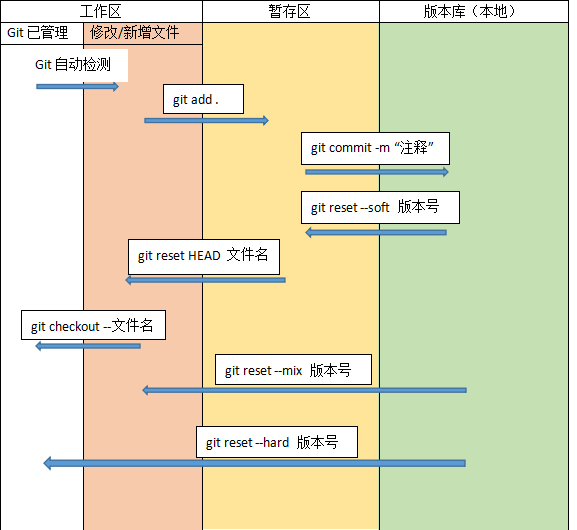 工作区
暂存区
版本库（本地）
Git 已管理
修改/新增文件
Git 自动检测
git add .
git commit -m “注释”
git reset --soft 版本号
git reset HEAD 文件名
git checkout --文件名
git reset --mix 版本号
git reset --hard 版本号